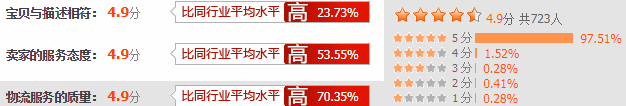 宝贝与描述相符：4.9分 比同行业平均水平 高 23.73%
卖家的服务态度：4.9分 比同行业平均水平 高 53.55%
物流服务的质量：4.9分 比同行业平均水平 高 70.35%
4.9分 共723人
5 分 97.51%
4 分 1.52%
3 分 0.28%
2 分 0.41%
1 分 0.28%